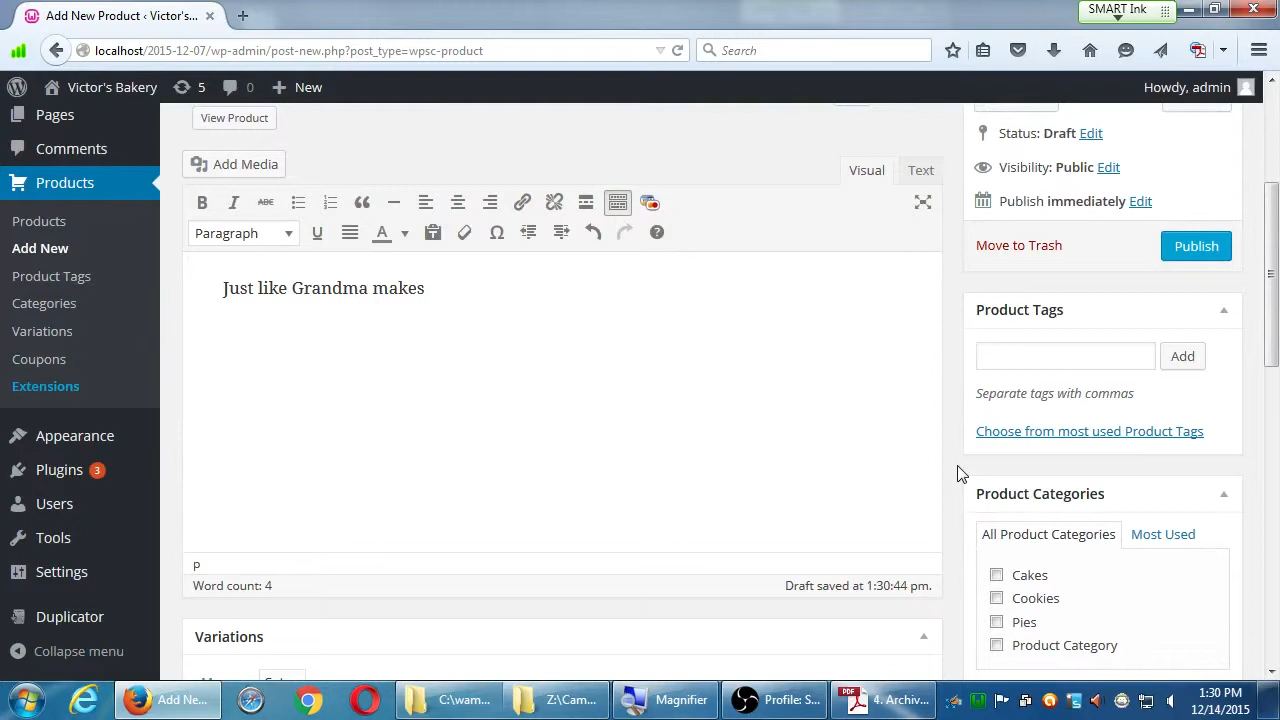 Add New Product ‹ Victor's...
SMART Ink
localhost/2015-12-07/wp-admin/post-new.php?post_type=wpsc-product
Search
Victor's Bakery
5
0
New
Howdy, admin
Pages
Comments
Products
Products
Add New
Product Tags
Categories
Variations
Coupons
Extensions
Appearance
Plugins 3
Users
Tools
Settings
Duplicator
Collapse menu
View Product
Add Media
Visual
Text
B I ABC
Paragraph
U A Ω
Just like Grandma makes
p
Word count: 4
Draft saved at 1:30:44 pm.
Variations
Status: Draft Edit
Visibility: Public Edit
Publish immediately Edit
Move to Trash
Publish
Product Tags
Add
Separate tags with commas
Choose from most used Product Tags
Product Categories
All Product Categories
Most Used
Cakes
Cookies
Pies
Product Category
Add Ne...
C:\wam...
Z:\Cam...
Magnifier
Profile: S...
PDF
4. Archiv...
1:30 PM
12/14/2015